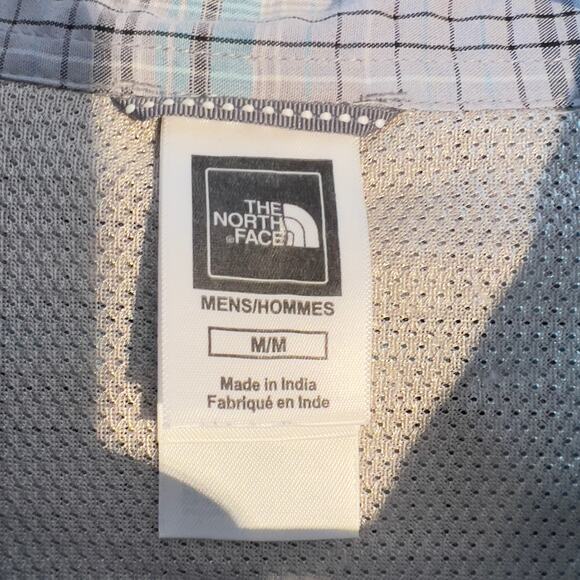 THE
NORTH
®FACE
MENS/HOMMES
M/M
Made in India
Fabriqué en Inde